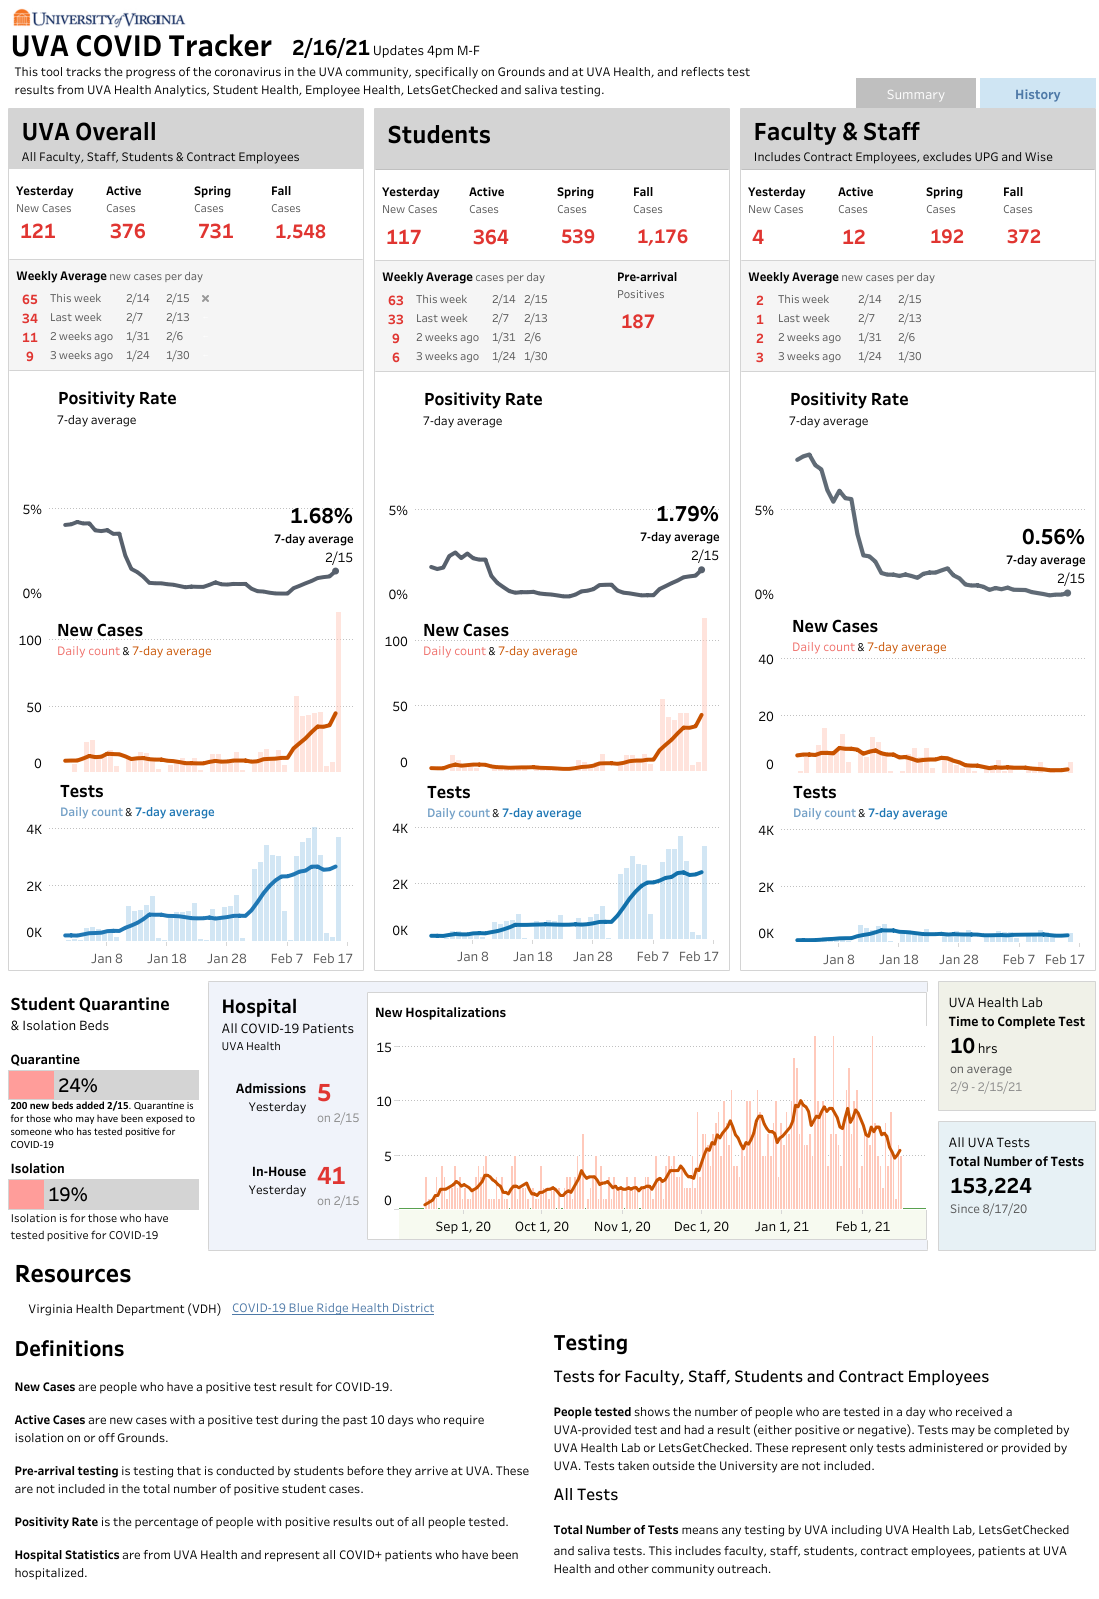 UNIVERSITY of VIRGINIA
UVA COVID Tracker 2/16/21 Updates 4pm M-F
This tool tracks the progress of the coronavirus in the UVA community, specifically on Grounds and at UVA Health, and reflects test
results from UVA Health Analytics, Student Health, Employee Health, LetsGetChecked and saliva testing.
Summary
History
UVA Overall
All Faculty, Staff, Students & Contract Employees
Yesterday Active Spring Fall
New Cases Cases Cases Cases
121 376 731 1,548
Weekly Average new cases per day
65 This week 2/14 2/15 ×
34 Last week 2/7 2/13
11 2 weeks ago 1/31 2/6
9 3 weeks ago 1/24 1/30
Positivity Rate
7-day average
5%
1.68%
7-day average
2/15
0%
New Cases
100
Daily count & 7-day average
50
0
Tests
Daily count & 7-day average
4K
2K
0K
Jan 8 Jan 18 Jan 28 Feb 7 Feb 17
Students
Yesterday Active Spring Fall
New Cases Cases Cases Cases
117 364 539 1,176
Weekly Average cases per day
63 This week 2/14 2/15
33 Last week 2/7 2/13
9 2 weeks ago 1/31 2/6
6 3 weeks ago 1/24 1/30
Pre-arrival
Positives
187
Positivity Rate
7-day average
5%
1.79%
7-day average
2/15
0%
New Cases
100
Daily count & 7-day average
50
0
Tests
Daily count & 7-day average
4K
2K
0K
Jan 8 Jan 18 Jan 28 Feb 7 Feb 17
Faculty & Staff
Includes Contract Employees, excludes UPG and Wise
Yesterday Active Spring Fall
New Cases Cases Cases Cases
4 12 192 372
Weekly Average new cases per day
2 This week 2/14 2/15
1 Last week 2/7 2/13
2 2 weeks ago 1/31 2/6
3 3 weeks ago 1/24 1/30
Positivity Rate
7-day average
5%
0.56%
7-day average
2/15
0%
New Cases
Daily count & 7-day average
40
20
0
Tests
Daily count & 7-day average
4K
2K
0K
Jan 8 Jan 18 Jan 28 Feb 7 Feb 17
Student Quarantine
& Isolation Beds
Quarantine
24%
200 new beds added 2/15. Quarantine is
for those who may have been exposed to
someone who has tested positive for
COVID-19
Isolation
19%
Isolation is for those who have
tested positive for COVID-19
Hospital
All COVID-19 Patients
UVA Health
Admissions 5
Yesterday
on 2/15
In-House 41
Yesterday
on 2/15
New Hospitalizations
15
10
5
0
Sep 1, 20 Oct 1, 20 Nov 1, 20 Dec 1, 20 Jan 1, 21 Feb 1, 21
UVA Health Lab
Time to Complete Test
10 hrs
on average
2/9 - 2/15/21
All UVA Tests
Total Number of Tests
153,224
Since 8/17/20
Resources
Virginia Health Department (VDH) COVID-19 Blue Ridge Health District
Definitions
New Cases are people who have a positive test result for COVID-19.
Active Cases are new cases with a positive test during the past 10 days who require
isolation on or off Grounds.
Pre-arrival testing is testing that is conducted by students before they arrive at UVA. These
are not included in the total number of positive student cases.
Positivity Rate is the percentage of people with positive results out of all people tested.
Hospital Statistics are from UVA Health and represent all COVID+ patients who have been
hospitalized.
Testing
Tests for Faculty, Staff, Students and Contract Employees
People tested shows the number of people who are tested in a day who received a
UVA-provided test and had a result (either positive or negative). Tests may be completed by
UVA Health Lab or LetsGetChecked. These represent only tests administered or provided by
UVA. Tests taken outside the University are not included.
All Tests
Total Number of Tests means any testing by UVA including UVA Health Lab, LetsGetChecked
and saliva tests. This includes faculty, staff, students, contract employees, patients at UVA
Health and other community outreach.